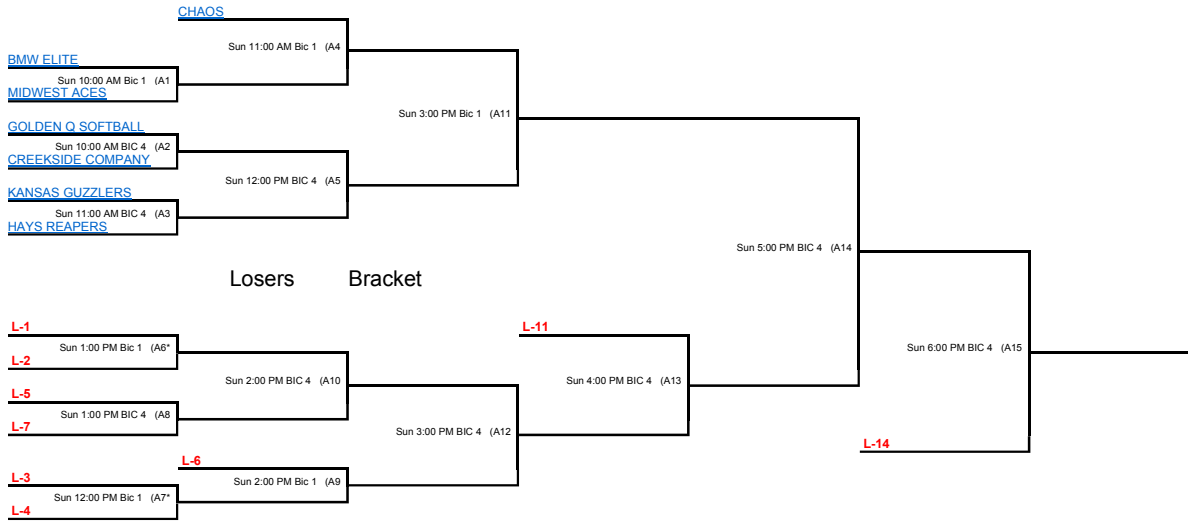 CHAOS
Sun 11:00 AM Bic 1 (A4
BMW ELITE
Sun 10:00 AM Bic 1 (A1
MIDWEST ACES
Sun 3:00 PM Bic 1 (A11
GOLDEN Q SOFTBALL
Sun 10:00 AM BIC 4 (A2
CREEKSIDE COMPANY
Sun 12:00 PM BIC 4 (A5
KANSAS GUZZLERS
Sun 11:00 AM BIC 4 (A3
HAYS REAPERS
Sun 5:00 PM BIC 4 (A14
Losers Bracket
L-1
L-11
Sun 1:00 PM Bic 1 (A6*
Sun 6:00 PM BIC 4 (A15
L-2
Sun 2:00 PM BIC 4 (A10
Sun 4:00 PM BIC 4 (A13
L-5
Sun 1:00 PM BIC 4 (A8
L-7
Sun 3:00 PM BIC 4 (A12
L-14
L-6
L-3
Sun 2:00 PM Bic 1 (A9
Sun 12:00 PM Bic 1 (A7*
L-4